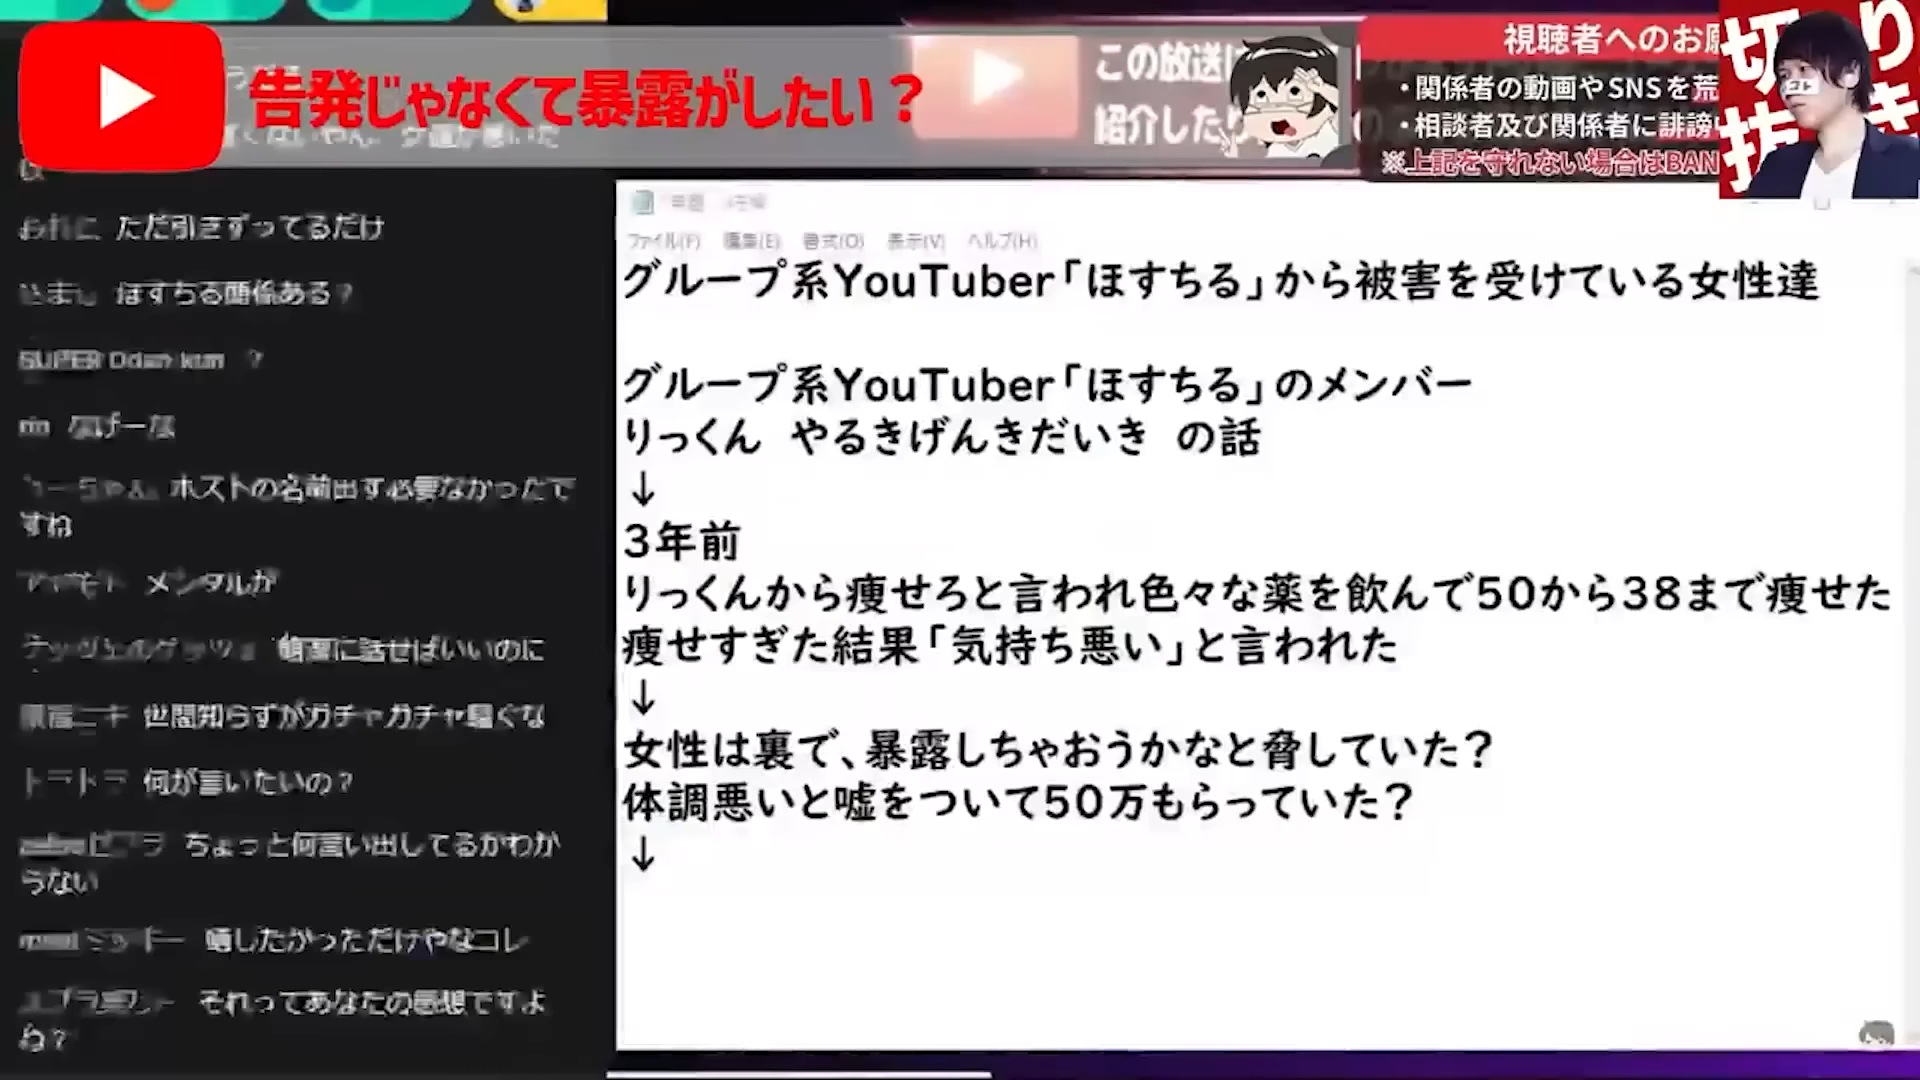 告発じゃなくて暴露がしたい？
この放送
紹介した
視聴者へのお願
・関係者の動画やSNSを荒
・相談者及び関係者に誹謗
※上記を守れない場合はBAN
切り
抜き
ただ引きずってるだけ
ほすちる関係ある？
SUPER Odan kun ？
rin なげーな
ホストの名前出す必要なかったで
すね
メンタルが
簡潔に話せばいいのに
世間知らずがガチャガチャ騒ぐな
トラトラ 何が言いたいの？
ちょっと何言い出してるかわか
らない
晒したかっただけやなコレ
それってあなたの感想ですよ
ね？
ファイル(F) 編集(E) 書式(O) 表示(V) ヘルプ(H)
グループ系YouTuber「ほすちる」から被害を受けている女性達
グループ系YouTuber「ほすちる」のメンバー
りっくん やるきげんきだいき の話
↓
3年前
りっくんから痩せろと言われ色々な薬を飲んで50から38まで痩せた
痩せすぎた結果「気持ち悪い」と言われた
↓
女性は裏で、暴露しちゃおうかなと脅していた？
体調悪いと嘘をついて50万もらっていた？
↓